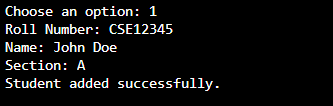 Choose an option: 1
Roll Number: CSE12345
Name: John Doe
Section: A
Student added successfully.